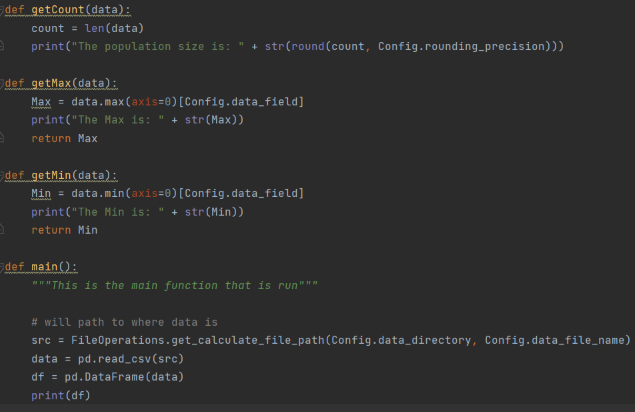 def getCount(data):
    count = len(data)
    print("The population size is: " + str(round(count, Config.rounding_precision)))
def getMax(data):
    Max = data.max(axis=0)[Config.data_field]
    print("The Max is: " + str(Max))
    return Max
def getMin(data):
    Min = data.min(axis=0)[Config.data_field]
    print("The Min is: " + str(Min))
    return Min
def main():
    """This is the main function that is run"""
    # will path to where data is
    src = FileOperations.get_calculate_file_path(Config.data_directory, Config.data_file_name)
    data = pd.read_csv(src)
    df = pd.DataFrame(data)
    print(df)